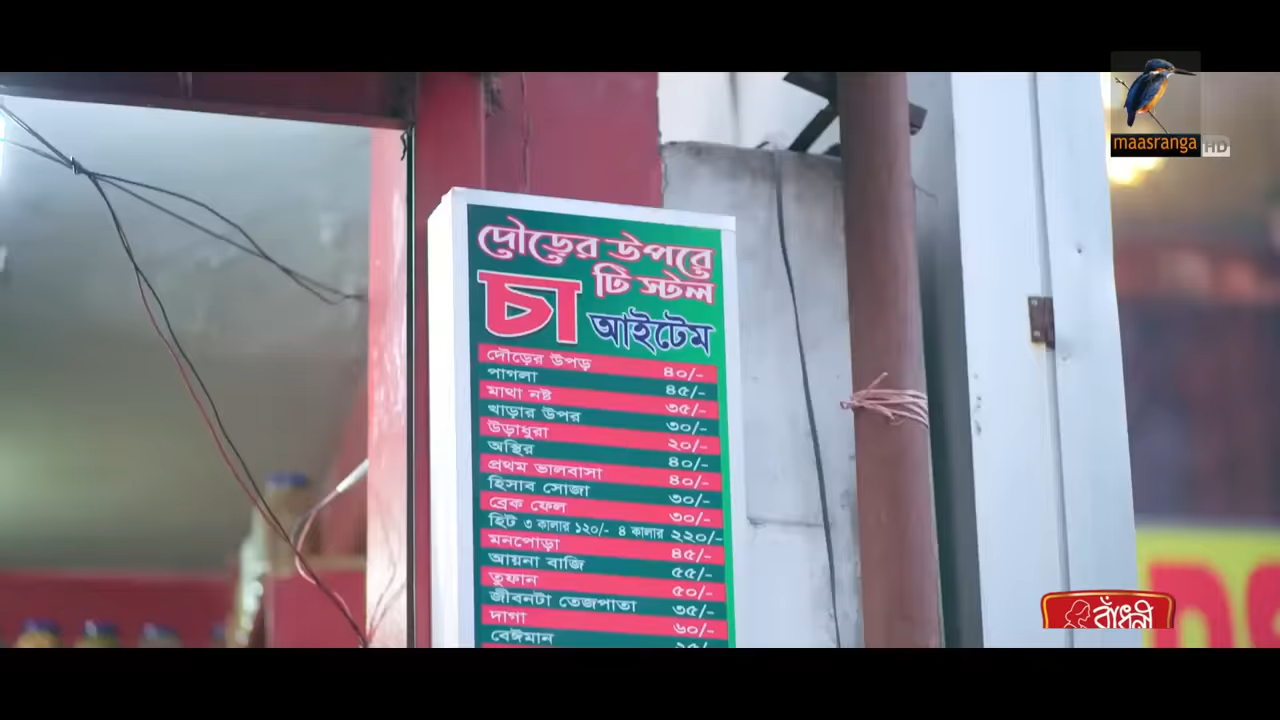 maasranga HD
দৌড়ের উপরে
টি স্টল
চা আইটেম
দৌড়ের উপড় ৪০/-
পাগলা ৪৫/-
মাথা নষ্ট ৩৫/-
খাড়ার উপর ৩০/-
উড়াধুরা ২০/-
অস্থির ৪০/-
প্রথম ভালবাসা ৪০/-
হিসাব সোজা ৩০/-
ব্রেক ফেল ৩০/-
হিট ৩ কালার ১২০/- ৪ কালার ২২০/-
মনপোড়া ৪৫/-
আয়না বাজি ৫৫/-
তুফান ৫০/-
জীবনটা তেজপাতা ৩৫/-
দাগা ৬০/-
বেঈমান
রাঁধুনী